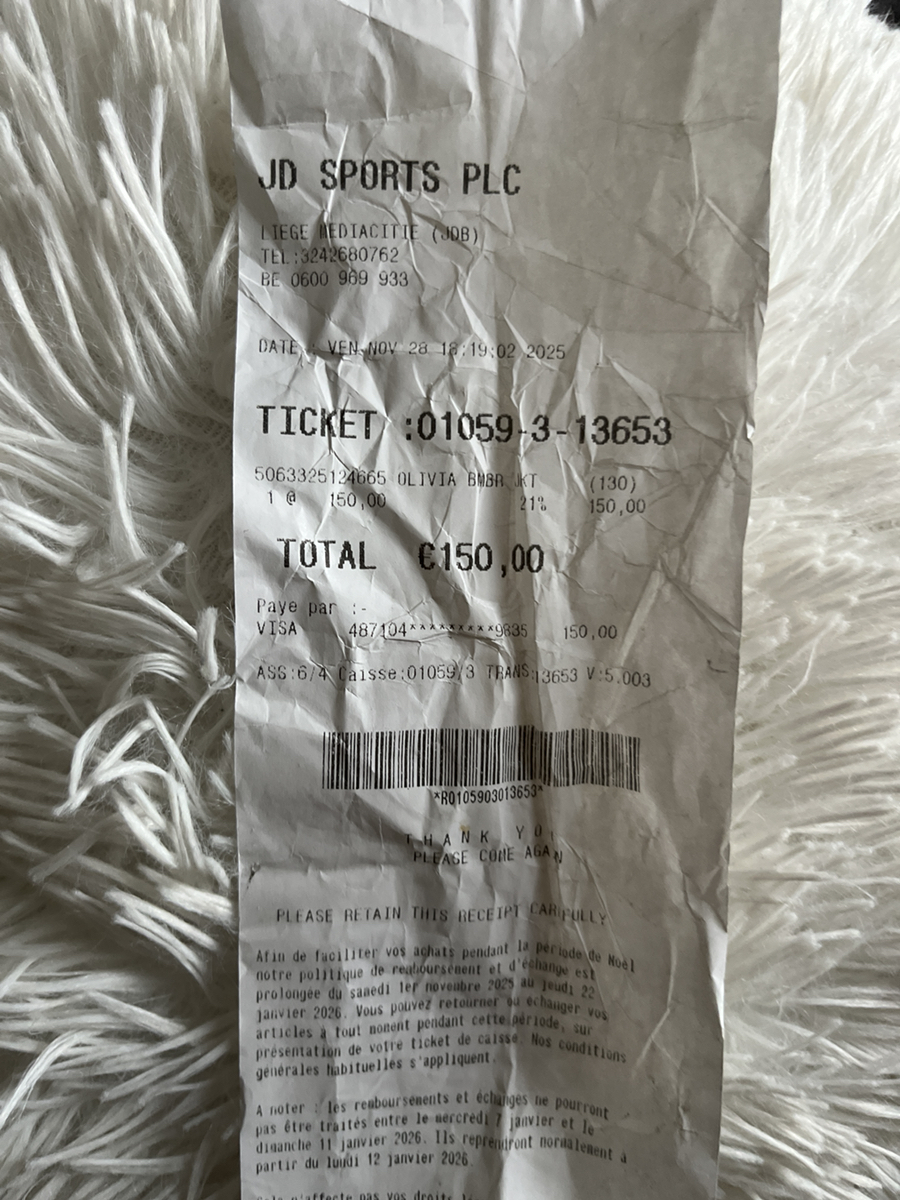 JD SPORTS PLC
LIEGE MEDIACITIE (JDB)
TEL:3242680762
BE 0600 969 933
DATE : VEN NOV 28 18:19:02 2025
TICKET :01059-3-13653
5063325124665 OLIVIA BMBR JKT (130)
1 @ 150,00 21% 150,00
TOTAL €150,00
Paye par :-
VISA 487104*********9835 150,00
ASS:6/4 Caisse:01059/3 TRANS:13653 V:5.003
*R0105903013653*
THANK YOU
PLEASE COME AGAIN
PLEASE RETAIN THIS RECEIPT CAREFULLY
Afin de faciliter vos achats pendant la période de Noël
notre politique de remboursement et d'échange est
prolongée du samedi 1er novembre 2025 au jeudi 22
janvier 2026. Vous pouvez retourner ou échanger vos
articles à tout moment pendant cette période, sur
présentation de votre ticket de caisse. Nos conditions
générales habituelles s'appliquent.
A noter : les remboursements et échanges ne pourront
pas être traités entre le mercredi 7 janvier et le
dimanche 11 janvier 2026. Ils reprendront normalement à
partir du lundi 12 janvier 2026.
n'affecte pas vos droits